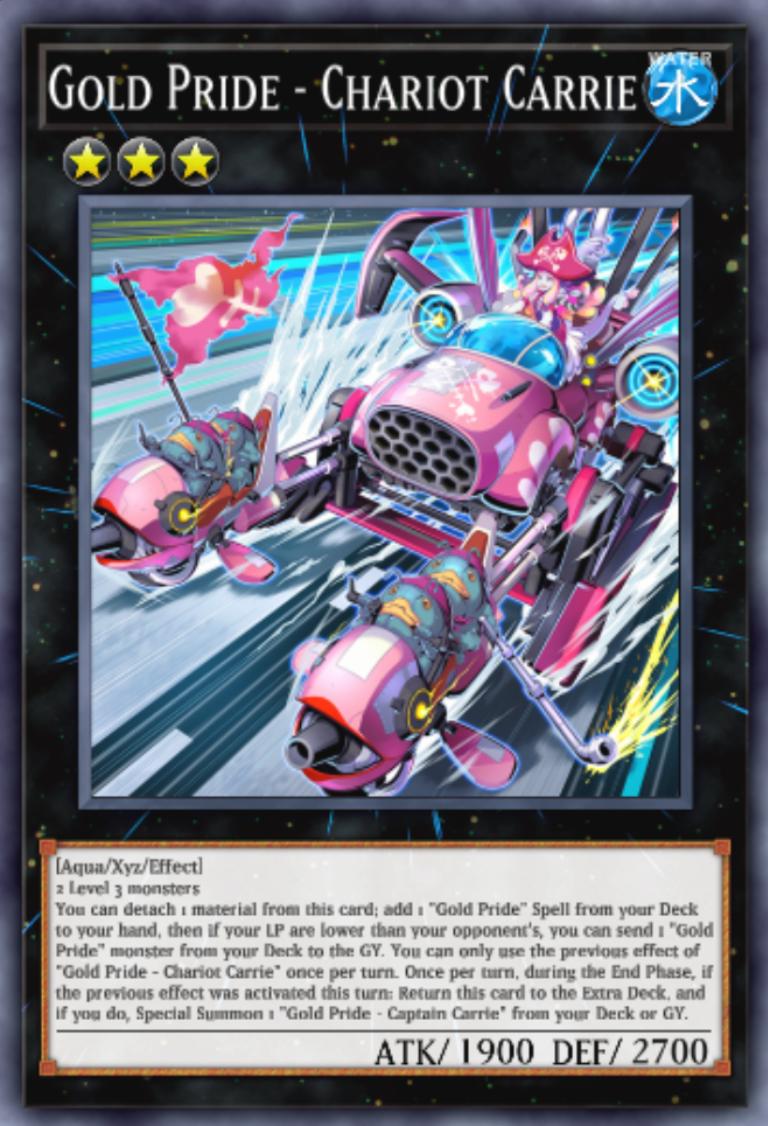 GOLD PRIDE - CHARIOT CARRIE
WATER
水
[Aqua/Xyz/Effect]
2 Level 3 monsters
You can detach 1 material from this card; add 1 "Gold Pride" Spell from your Deck
to your hand, then if your LP are lower than your opponent's, you can send 1 "Gold
Pride" monster from your Deck to the GY. You can only use the previous effect of
"Gold Pride - Chariot Carrie" once per turn. Once per turn, during the End Phase, if
the previous effect was activated this turn: Return this card to the Extra Deck, and
if you do, Special Summon 1 "Gold Pride - Captain Carrie" from your Deck or GY.
ATK/ 1900 DEF/ 2700